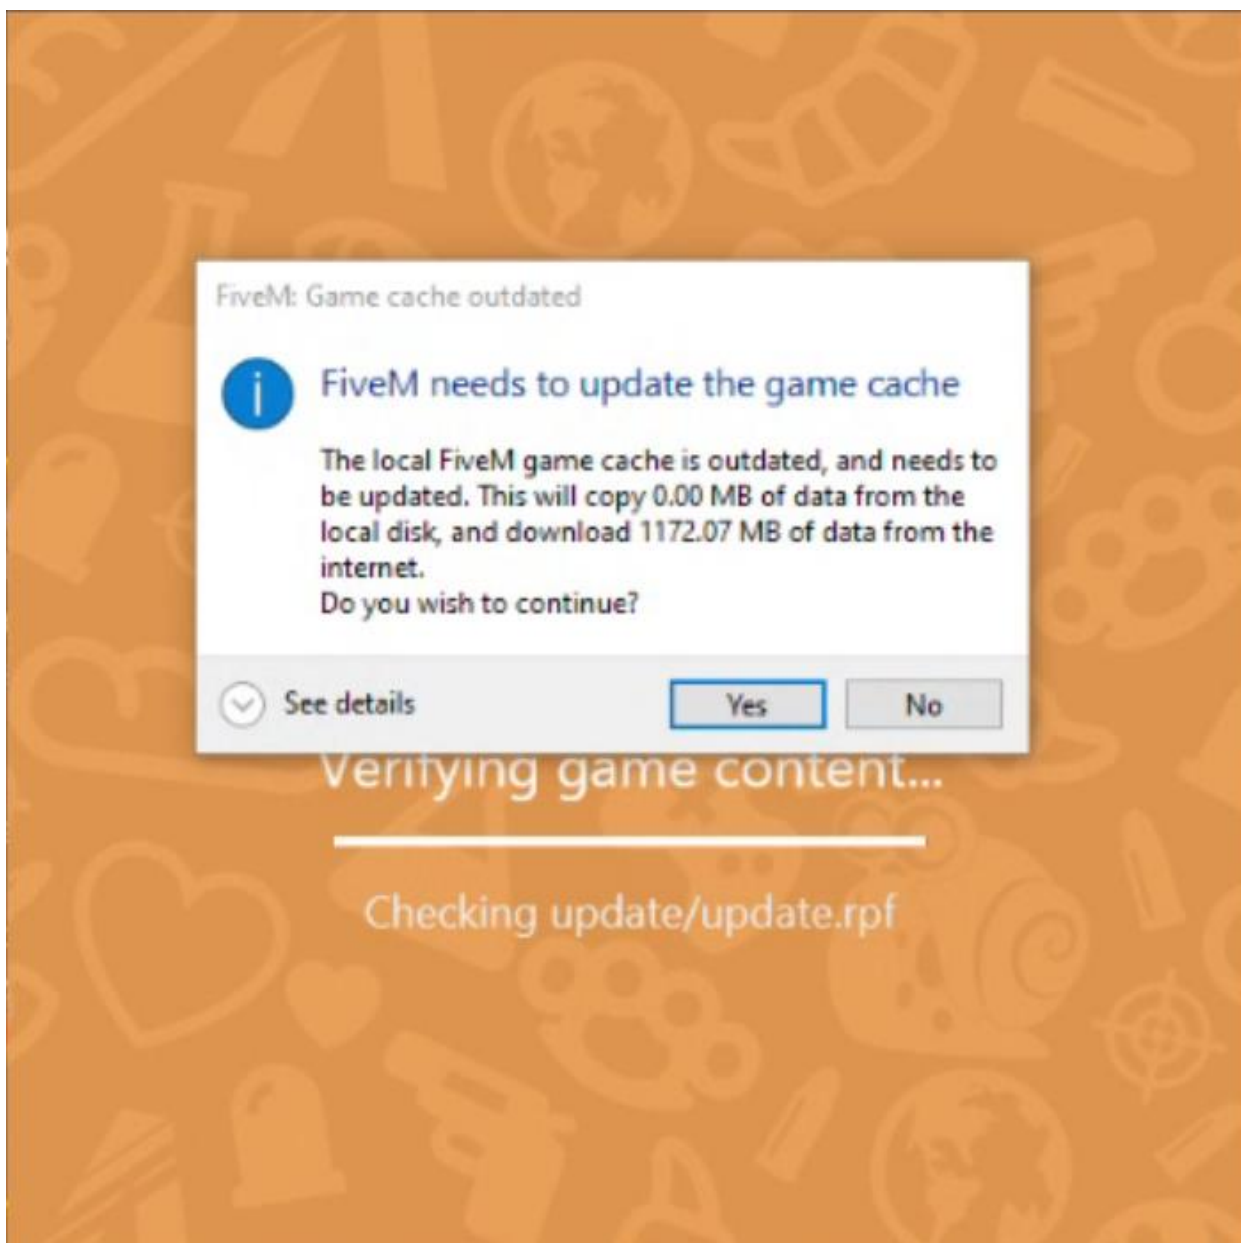 FiveM: Game cache outdated
FiveM needs to update the game cache
The local FiveM game cache is outdated, and needs to
be updated. This will copy 0.00 MB of data from the
local disk, and download 1172.07 MB of data from the
internet.
Do you wish to continue?
See details
Yes
No
Verifying game content...
Checking update/update.rpf